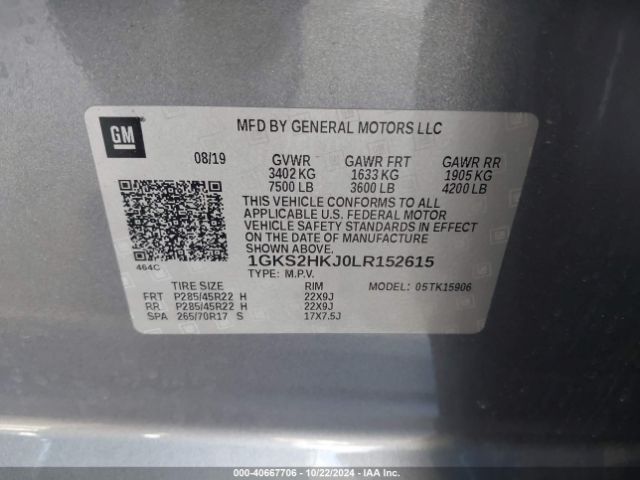 GM
MFD BY GENERAL MOTORS LLC
08/19 GVWR GAWR FRT GAWR RR
3402 KG 1633 KG 1905 KG
7500 LB 3600 LB 4200 LB
THIS VEHICLE CONFORMS TO ALL
APPLICABLE U.S. FEDERAL MOTOR
VEHICLE SAFETY STANDARDS IN EFFECT
ON THE DATE OF MANUFACTURE
SHOWN ABOVE.
464C
1GKS2HKJ0LR152615
TYPE: M.P.V.
TIRE SIZE RIM MODEL: 05TK15906
FRT P285/45R22 H 22X9J
RR P285/45R22 H 22X9J
SPA 265/70R17 S 17X7.5J
000-40667706 - 10/22/2024 - IAA Inc.